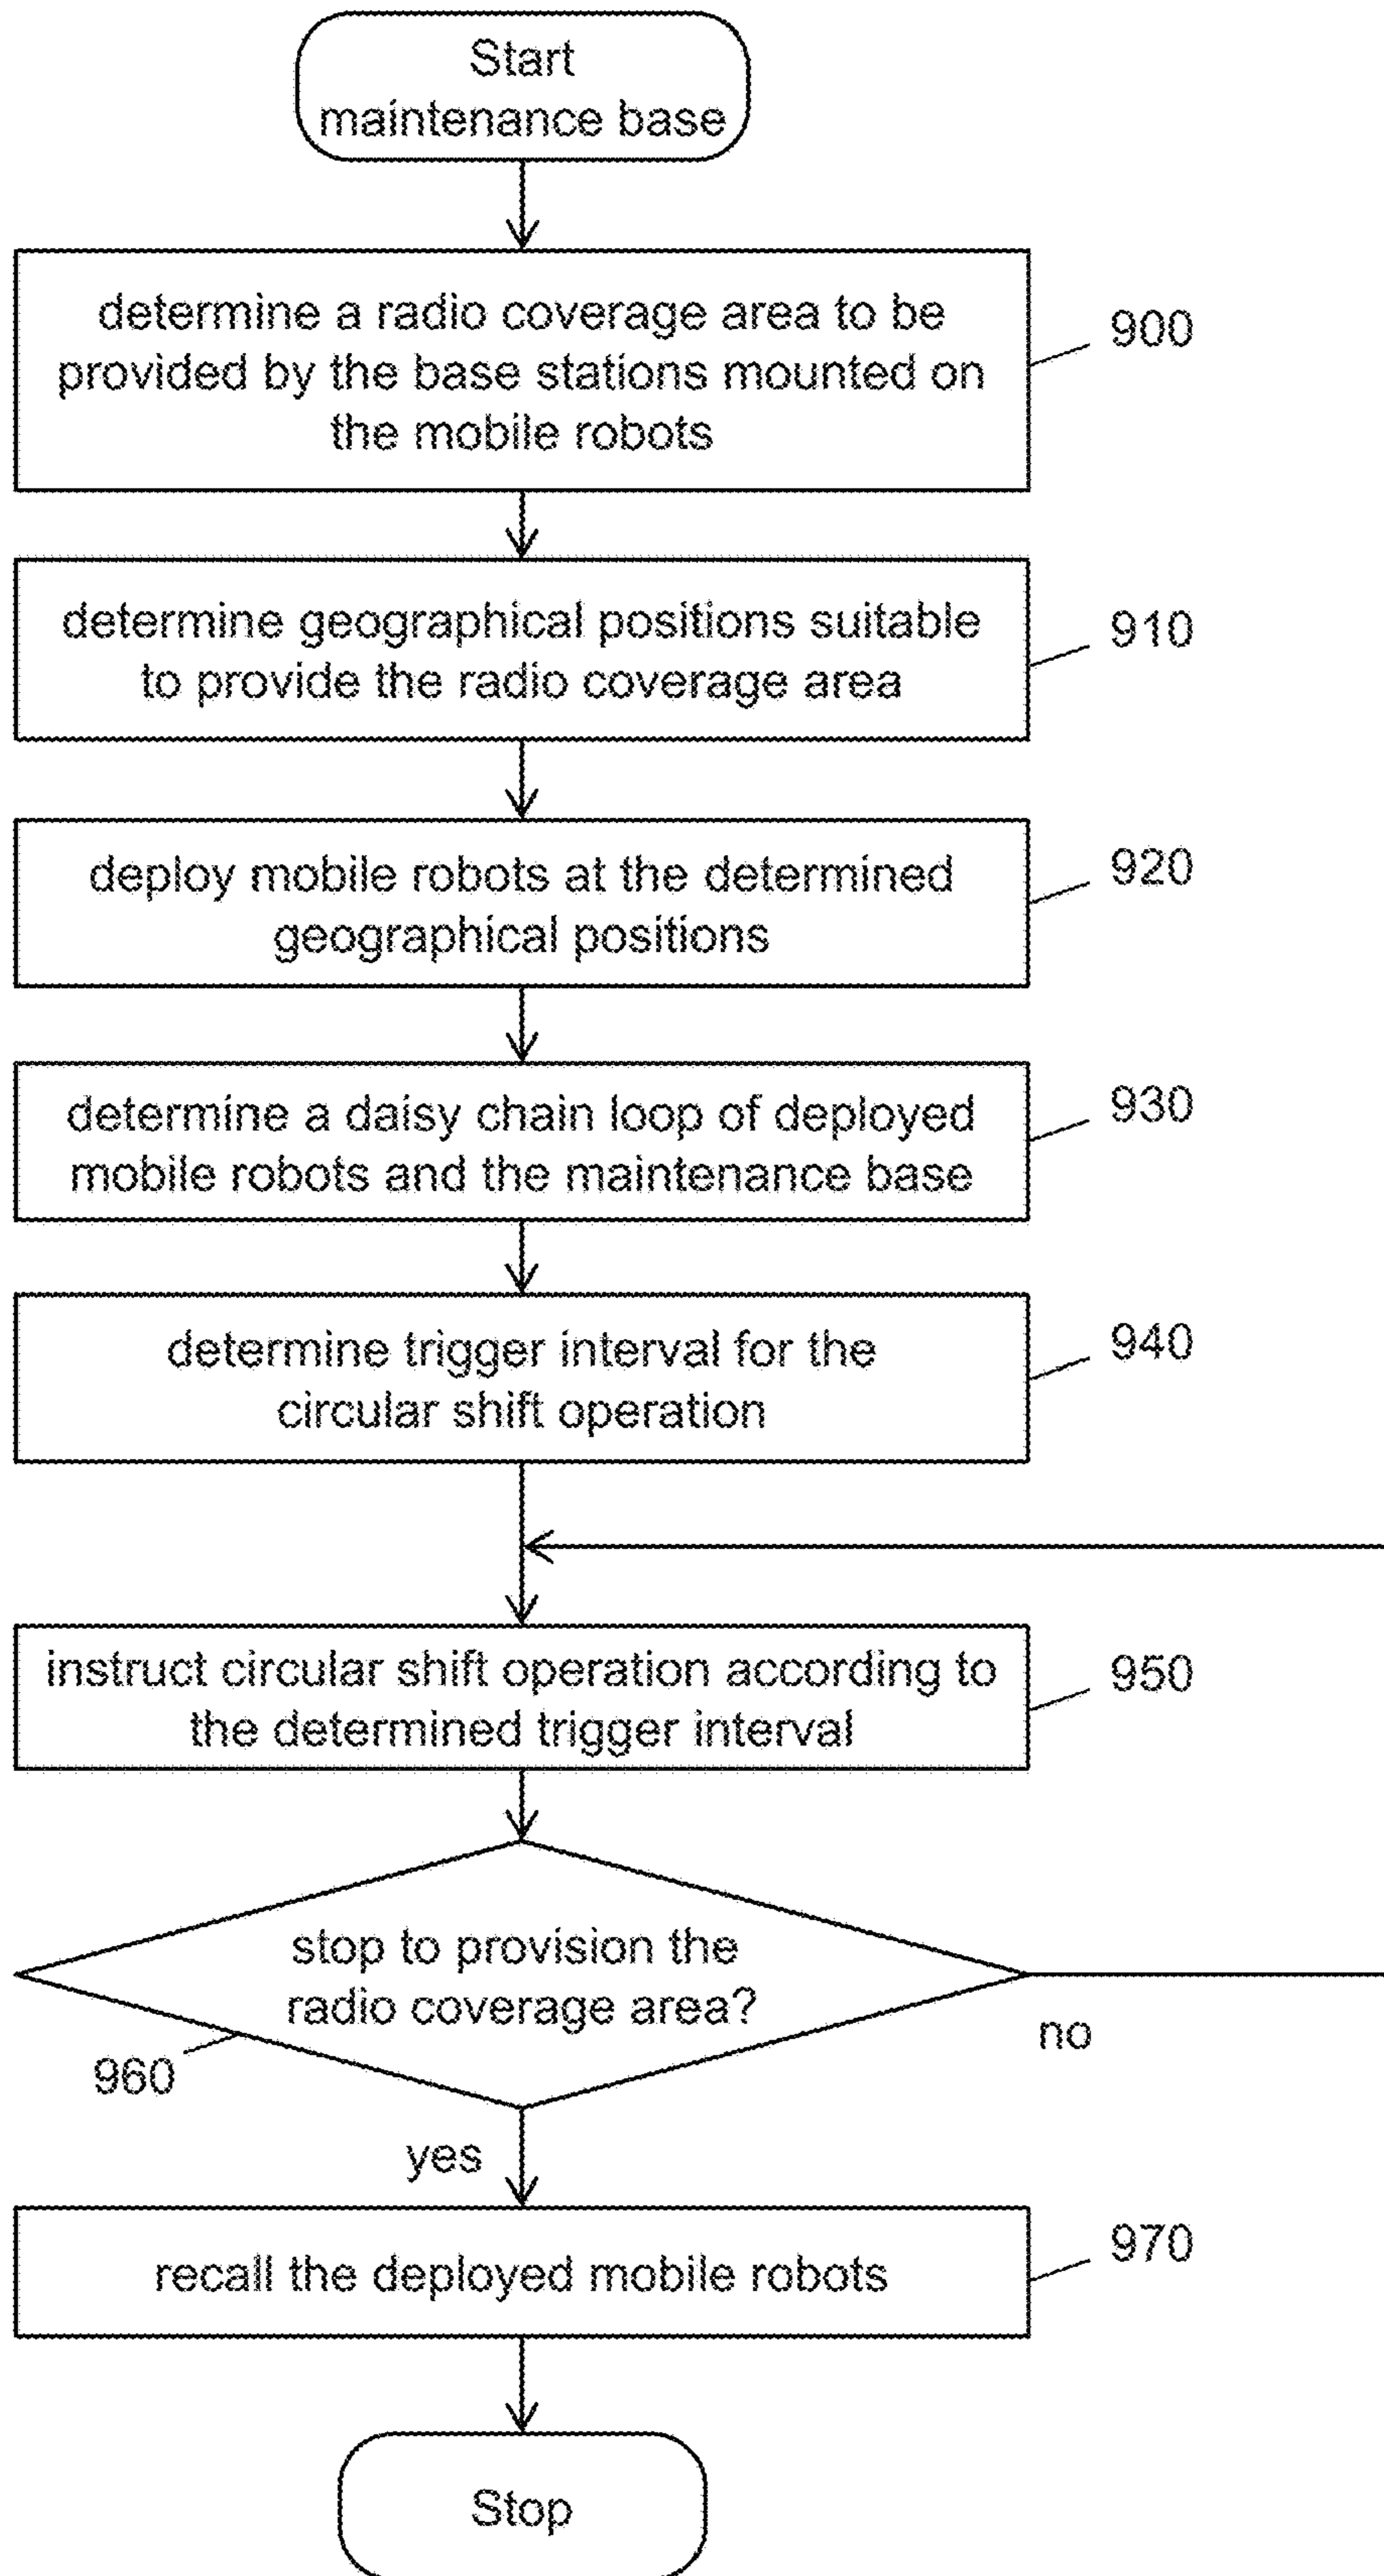 Start
maintenance base
determine a radio coverage area to be
provided by the base stations mounted on
the mobile robots
900
determine geographical positions suitable
to provide the radio coverage area
910
deploy mobile robots at the determined
geographical positions
920
determine a daisy chain loop of deployed
mobile robots and the maintenance base
930
determine trigger interval for the
circular shift operation
940
instruct circular shift operation according to
the determined trigger interval
950
stop to provision the
radio coverage area?
960
no
yes
recall the deployed mobile robots
970
Stop